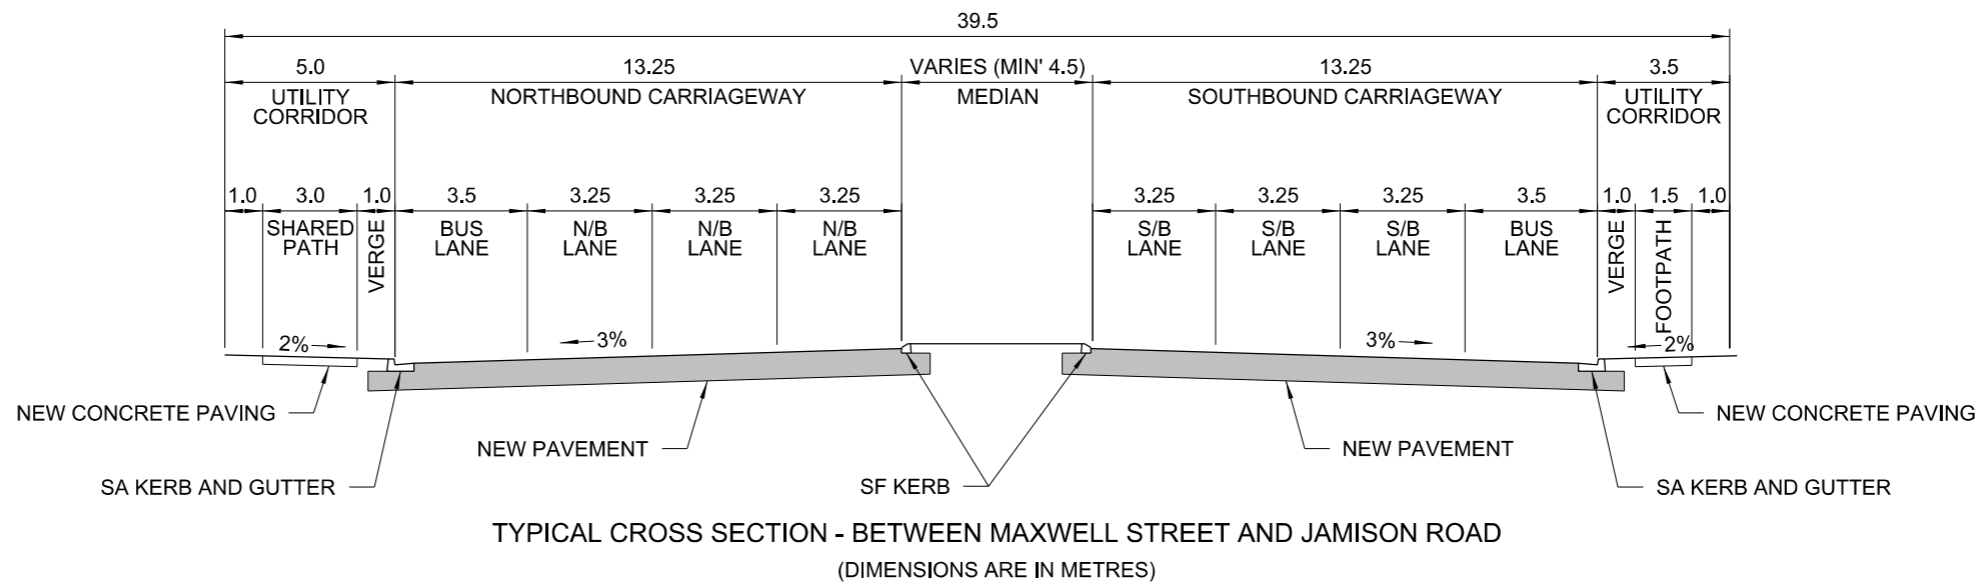 39.5
5.0
13.25
VARIES (MIN' 4.5)
13.25
3.5
UTILITY
CORRIDOR
NORTHBOUND CARRIAGEWAY
MEDIAN
SOUTHBOUND CARRIAGEWAY
UTILITY
CORRIDOR
1.0
3.0
1.0
3.5
3.25
3.25
3.25
3.25
3.25
3.25
3.5
1.0
1.5
1.0
SHARED
PATH
VERGE
BUS
LANE
N/B
LANE
N/B
LANE
N/B
LANE
S/B
LANE
S/B
LANE
S/B
LANE
BUS
LANE
VERGE
FOOTPATH
2%
3%
3%
2%
NEW CONCRETE PAVING
NEW CONCRETE PAVING
NEW PAVEMENT
NEW PAVEMENT
SA KERB AND GUTTER
SF KERB
SA KERB AND GUTTER
TYPICAL CROSS SECTION - BETWEEN MAXWELL STREET AND JAMISON ROAD
(DIMENSIONS ARE IN METRES)